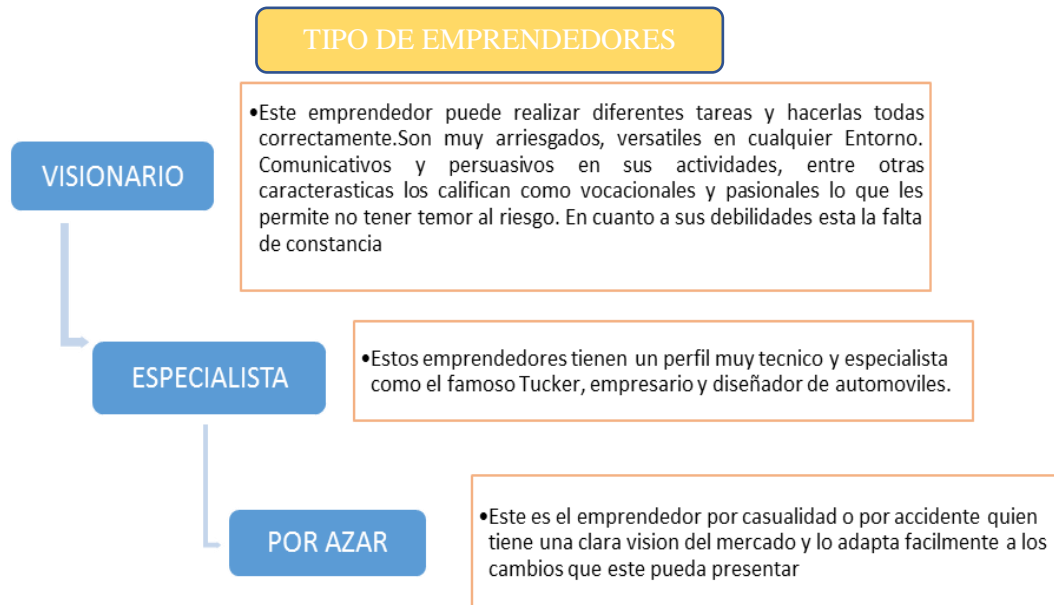 TIPO DE EMPRENDEDORES
VISIONARIO
•Este emprendedor puede realizar diferentes tareas y hacerlas todas
correctamente.Son muy arriesgados, versatiles en cualquier Entorno.
Comunicativos y persuasivos en sus actividades, entre otras
caracterasticas los califican como vocacionales y pasionales lo que les
permite no tener temor al riesgo. En cuanto a sus debilidades esta la falta
de constancia
ESPECIALISTA
•Estos emprendedores tienen un perfil muy tecnico y especialista
como el famoso Tucker, empresario y diseñador de automoviles.
POR AZAR
•Este es el emprendedor por casualidad o por accidente quien
tiene una clara vision del mercado y lo adapta facilmente a los
cambios que este pueda presentar